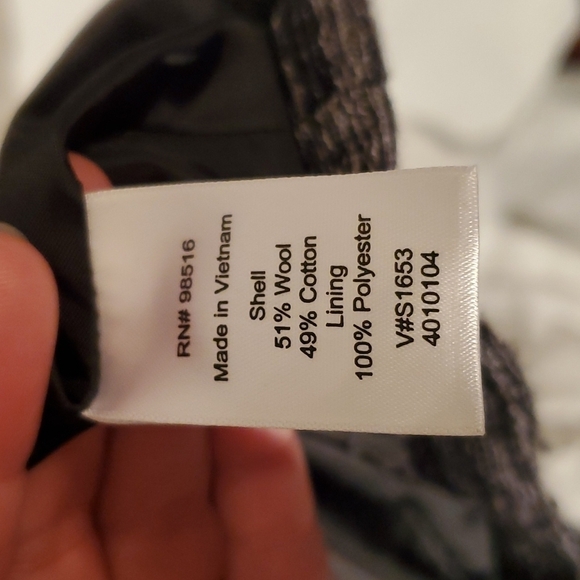 RN# 98516
Made in Vietnam
Shell
51% Wool
49% Cotton
Lining
100% Polyester
V#S1653
4010104